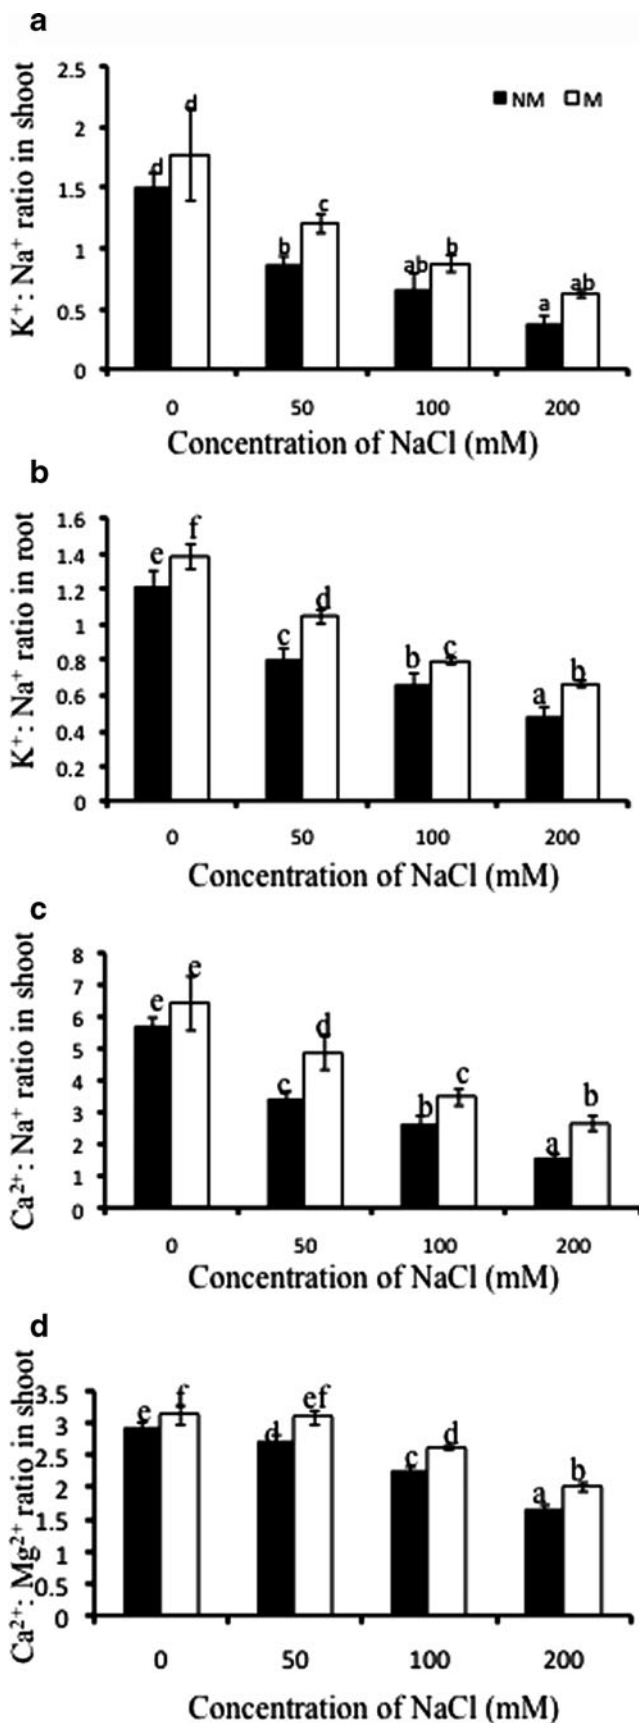 a
K⁺: Na⁺ ratio in shoot
2.5
2
1.5
1
0.5
0
NM M
d d b c ab b a ab
0 50 100 200
Concentration of NaCl (mM)
b
K⁺: Na⁺ ratio in root
1.6
1.4
1.2
1
0.8
0.6
0.4
0.2
0
e f c d b c a b
0 50 100 200
Concentration of NaCl (mM)
c
Ca²⁺: Na⁺ ratio in shoot
8
7
6
5
4
3
2
1
0
e e c d b c a b
0 50 100 200
Concentration of NaCl (mM)
d
Ca²⁺: Mg²⁺ ratio in shoot
3.5
3
2.5
2
1.5
1
0.5
0
e f d ef c d a b
0 50 100 200
Concentration of NaCl (mM)